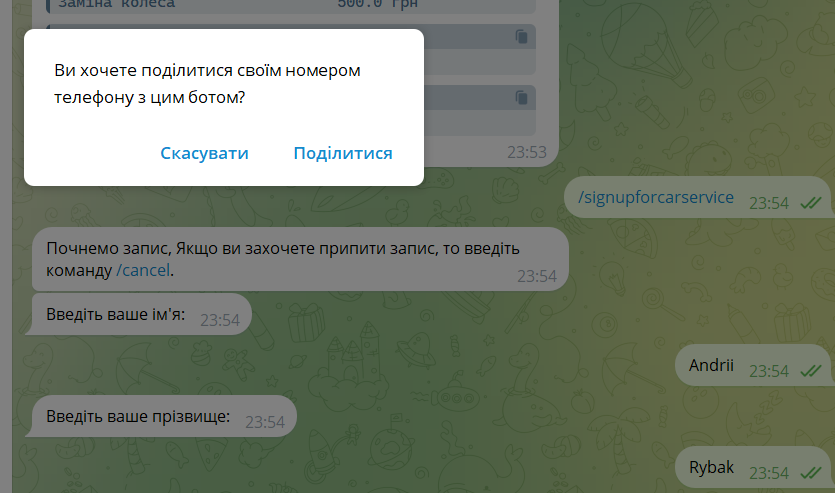 Заміна колеса 500.0 грн
Ви хочете поділитися своїм номером
телефону з цим ботом?
Скасувати Поділитися
23:53
/signupforcarservice 23:54
Почнемо запис, Якщо ви захочете припити запис, то введіть
команду /cancel.
23:54
Введіть ваше ім'я: 23:54
Andrii 23:54
Введіть ваше прізвище: 23:54
Rybak 23:54